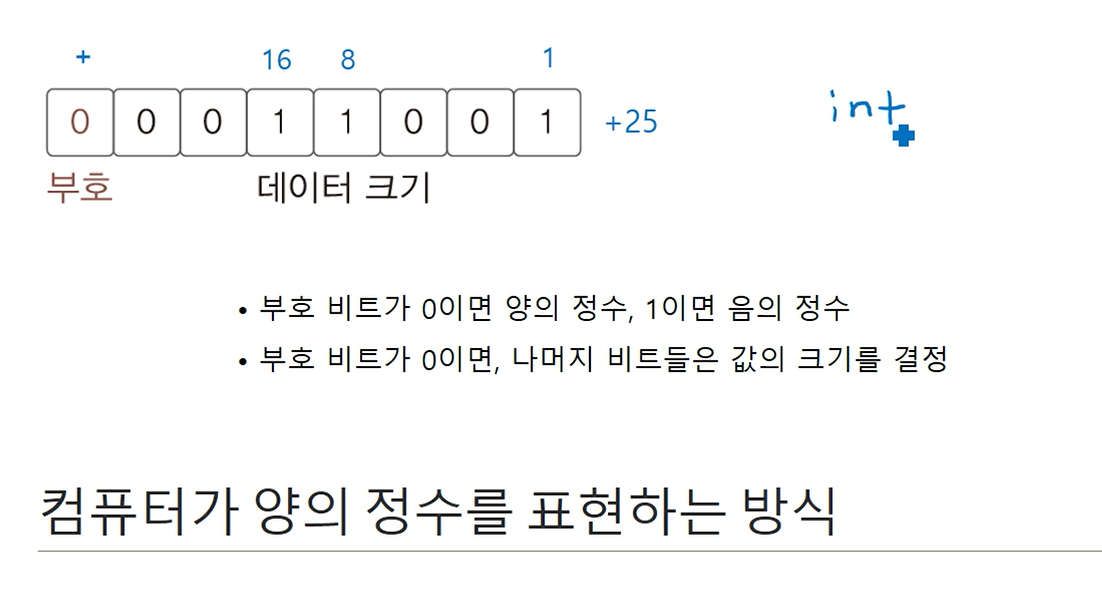 + 16 8 1
0 0 0 1 1 0 0 1 +25 int
부호 데이터 크기
• 부호 비트가 0이면 양의 정수, 1이면 음의 정수
• 부호 비트가 0이면, 나머지 비트들은 값의 크기를 결정
컴퓨터가 양의 정수를 표현하는 방식